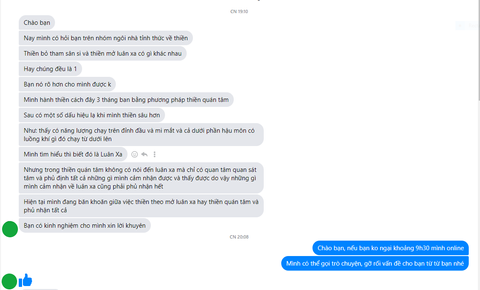 CN 19:10
Chào bạn
Nay mình có hỏi bạn trên nhóm ngôi nhà tỉnh thức về thiền
Thiền bỏ tham sân si và thiền mở luân xa có gì khác nhau
Hay chúng đều là 1
Bạn nó rõ hơn cho mình được k
Mình hành thiền cách đây 3 tháng bạn bằng phương pháp thiền quán tâm
Sau có một số dấu hiệu lạ khi mình thiền sâu hơn
Như: thấy có năng lượng chạy trên đỉnh đầu và mi mắt và cả dưới phần hậu môn có
luồng khí gì đó chạy từ dưới lên
Mình tìm hiểu thì biết đó là Luân Xa
Nhưng trong thiền quán tâm không có nói đến luân xa mà chỉ có quan tâm quan sát
tâm và phủ định tất cả những gì mình cảm nhận được và thấy được do vậy những gì
mình cảm nhận về luân xa cũng phải phủ nhận hết
Hiện tại mình đang băn khoăn giữa việc thiền theo mở luân xa hay thiền quán tâm và
phủ nhận tất cả
Bạn có kinh nghiệm cho mình xin lời khuyên
CN 20:09
Chào bạn, nếu bạn ko ngại khoảng 9h30 mình online
Mình có thể gọi trò chuyện, gỡ rối vấn đề cho bạn từ từ bạn nhé